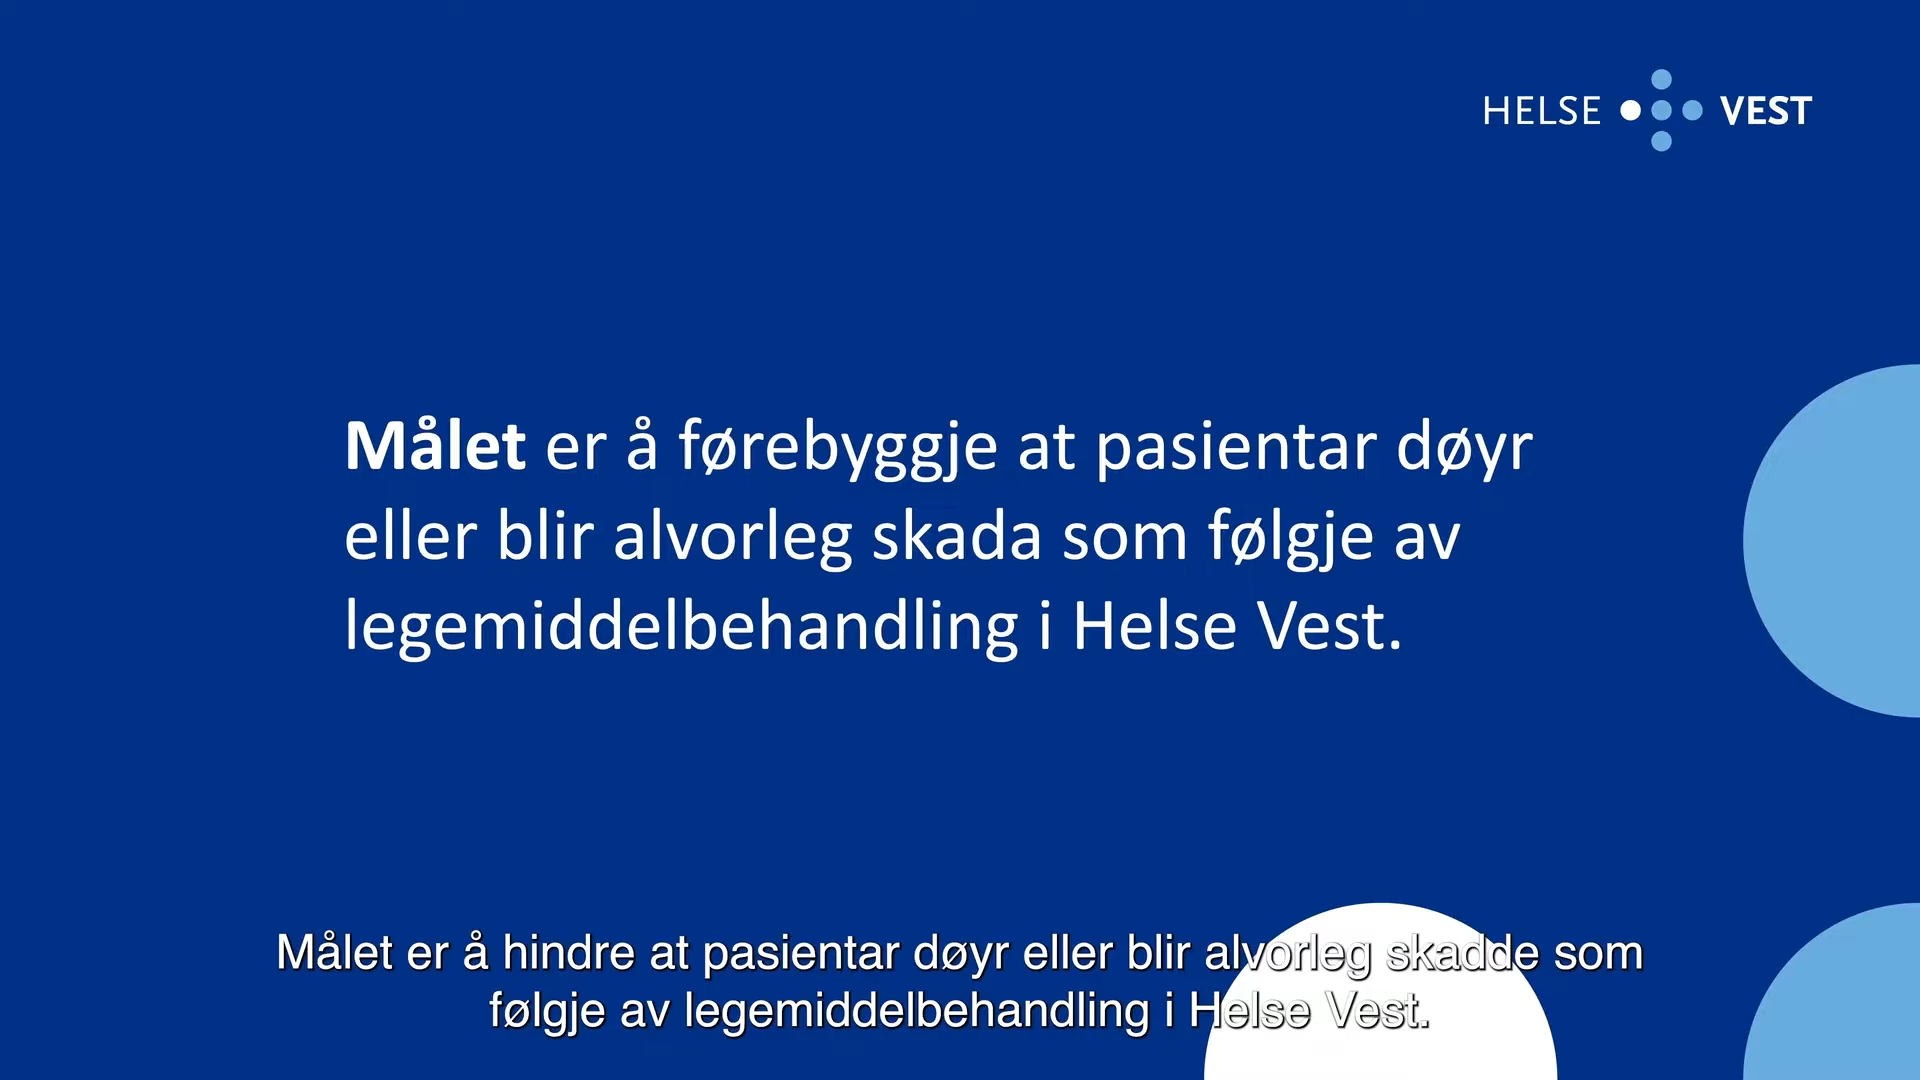 HELSE VEST
Målet er å førebyggje at pasientar døyr
eller blir alvorleg skada som følgje av
legemiddelbehandling i Helse Vest.
Målet er å hindre at pasientar døyr eller blir alvorleg skadde som
følgje av legemiddelbehandling i Helse Vest.